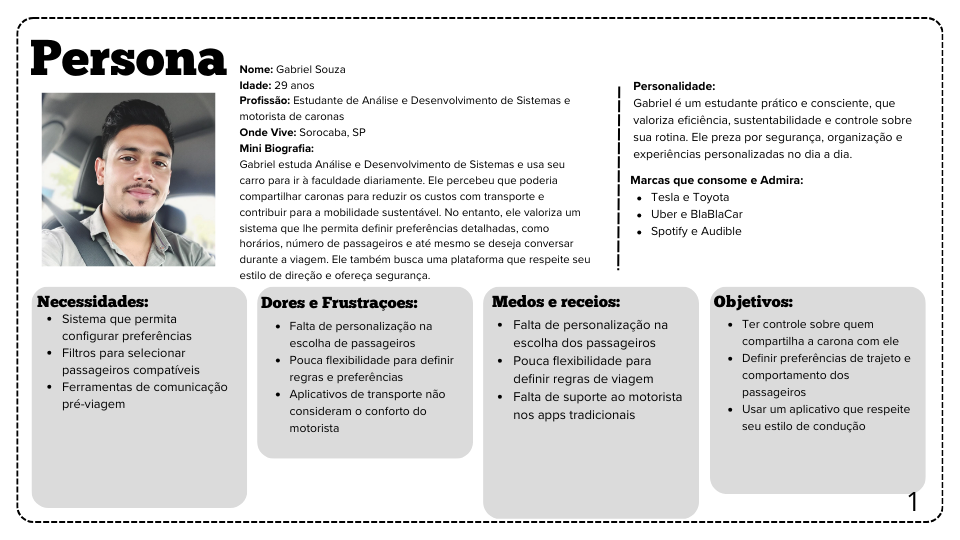 Persona
Nome: Gabriel Souza
Idade: 29 anos
Profissão: Estudante de Análise e Desenvolvimento de Sistemas e
motorista de caronas
Onde Vive: Sorocaba, SP
Mini Biografia:
Gabriel estuda Análise e Desenvolvimento de Sistemas e usa seu
carro para ir à faculdade diariamente. Ele percebeu que poderia
compartilhar caronas para reduzir os custos com transporte e
contribuir para a mobilidade sustentável. No entanto, ele valoriza um
sistema que lhe permita definir preferências detalhadas, como
horários, número de passageiros e até mesmo se deseja conversar
durante a viagem. Ele também busca uma plataforma que respeite seu
estilo de direção e ofereça segurança.
Personalidade:
Gabriel é um estudante prático e consciente, que
valoriza eficiência, sustentabilidade e controle sobre
sua rotina. Ele preza por segurança, organização e
experiências personalizadas no dia a dia.
Marcas que consome e Admira:
• Tesla e Toyota
• Uber e BlaBlaCar
• Spotify e Audible
Necessidades:
• Sistema que permita
configurar preferências
• Filtros para selecionar
passageiros compatíveis
• Ferramentas de comunicação
pré-viagem
Dores e Frustraçoes:
• Falta de personalização na
escolha de passageiros
• Pouca flexibilidade para definir
regras e preferências
• Aplicativos de transporte não
consideram o conforto do
motorista
Medos e receios:
• Falta de personalização na
escolha dos passageiros
• Pouca flexibilidade para
definir regras de viagem
• Falta de suporte ao motorista
nos apps tradicionais
Objetivos:
• Ter controle sobre quem
compartilha a carona com ele
• Definir preferências de trajeto e
comportamento dos
passageiros
• Usar um aplicativo que respeite
seu estilo de condução
1